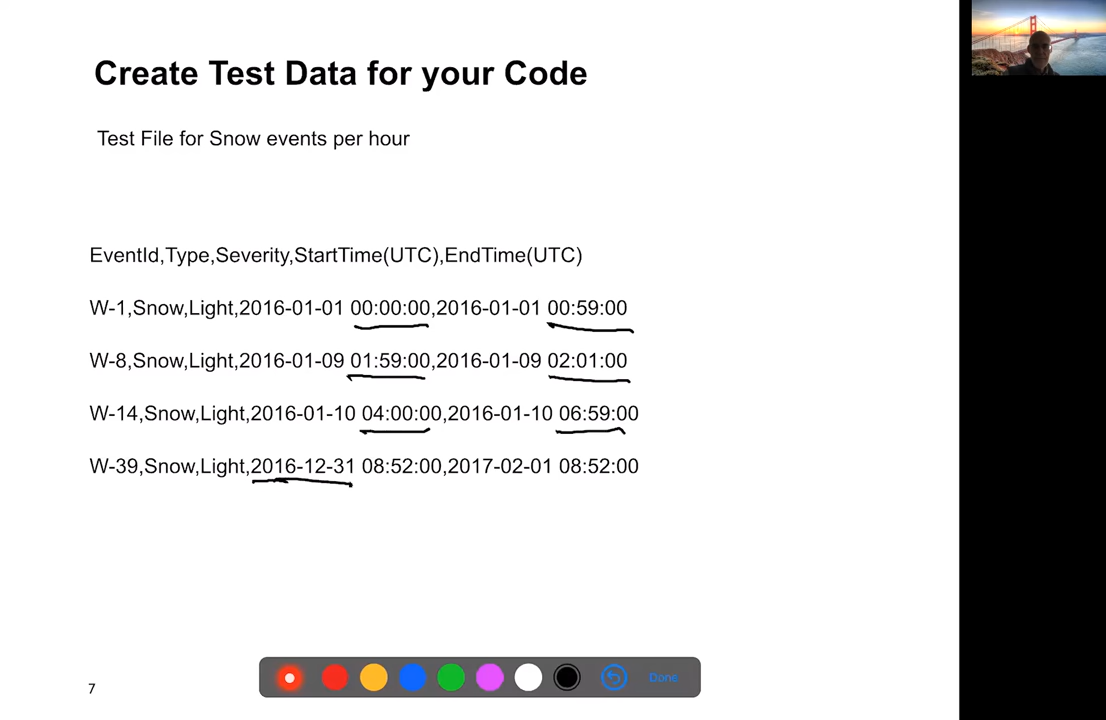 Create Test Data for your Code
Test File for Snow events per hour
EventId,Type,Severity,StartTime(UTC),EndTime(UTC)
W-1,Snow,Light,2016-01-01 00:00:00,2016-01-01 00:59:00
W-8,Snow,Light,2016-01-09 01:59:00,2016-01-09 02:01:00
W-14,Snow,Light,2016-01-10 04:00:00,2016-01-10 06:59:00
W-39,Snow,Light,2016-12-31 08:52:00,2017-02-01 08:52:00
7
Done